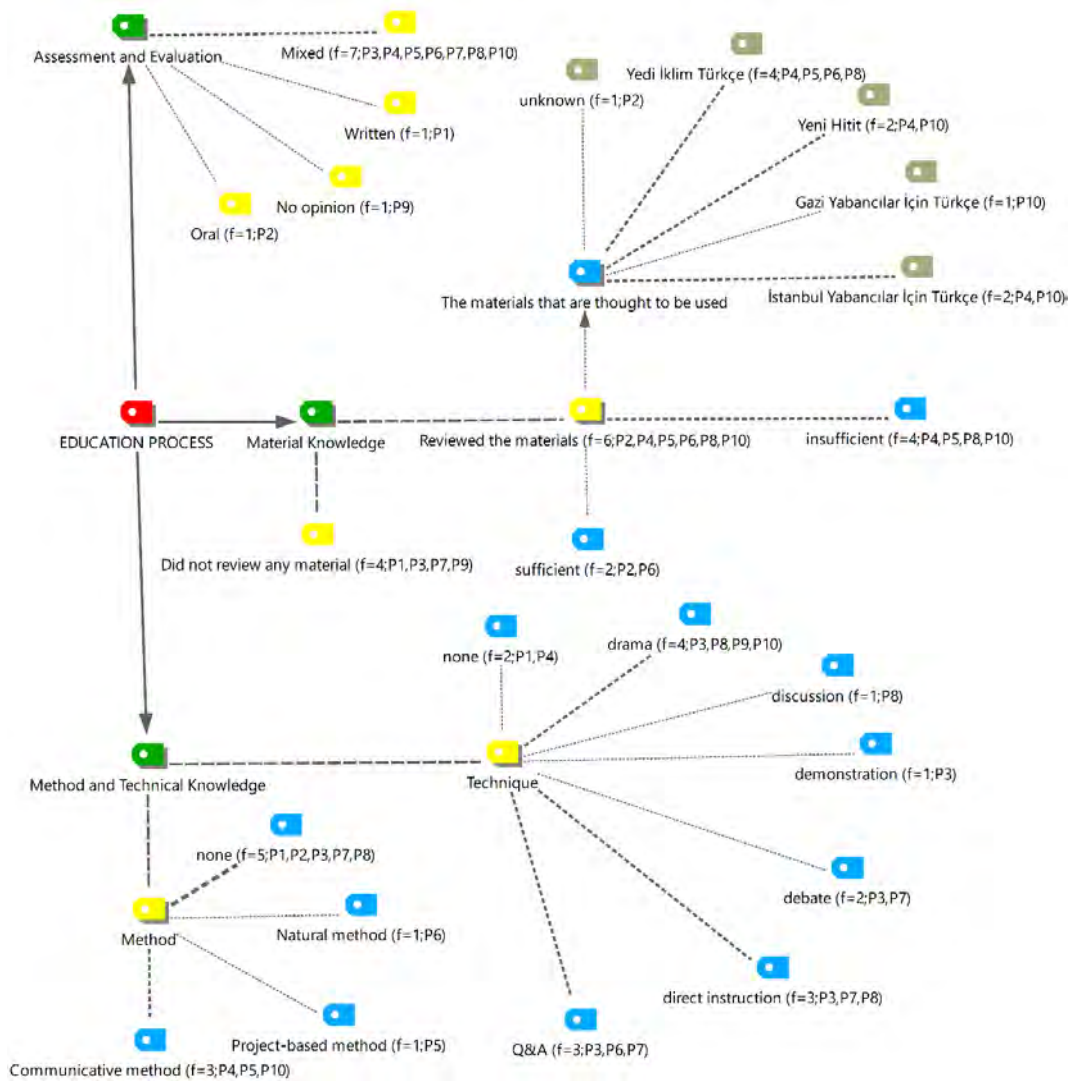 Assessment and Evaluation
Mixed (f=7;P3,P4,P5,P6,P7,P8,P10)
Written (f=1;P1)
No opinion (f=1;P9)
Oral (f=1;P2)
unknown (f=1;P2)
Yedi İklim Türkçe (f=4;P4,P5,P6,P8)
Yeni Hitit (f=2;P4,P10)
Gazi Yabancılar İçin Türkçe (f=1;P10)
The materials that are thought to be used
İstanbul Yabancılar İçin Türkçe (f=2;P4,P10)
EDUCATION PROCESS
Material Knowledge
Reviewed the materials (f=6;P2,P4,P5,P6,P8,P10)
insufficient (f=4;P4,P5,P8,P10)
Did not review any material (f=4;P1,P3,P7,P9)
sufficient (f=2;P2,P6)
none (f=2;P1,P4)
drama (f=4;P3,P8,P9,P10)
discussion (f=1;P8)
Method and Technical Knowledge
Technique
demonstration (f=1;P3)
none (f=5;P1,P2,P3,P7,P8)
debate (f=2;P3,P7)
Method
Natural method (f=1;P6)
direct instruction (f=3;P3,P7,P8)
Project-based method (f=1;P5)
Q&A (f=3;P3,P6,P7)
Communicative method (f=3;P4,P5,P10)